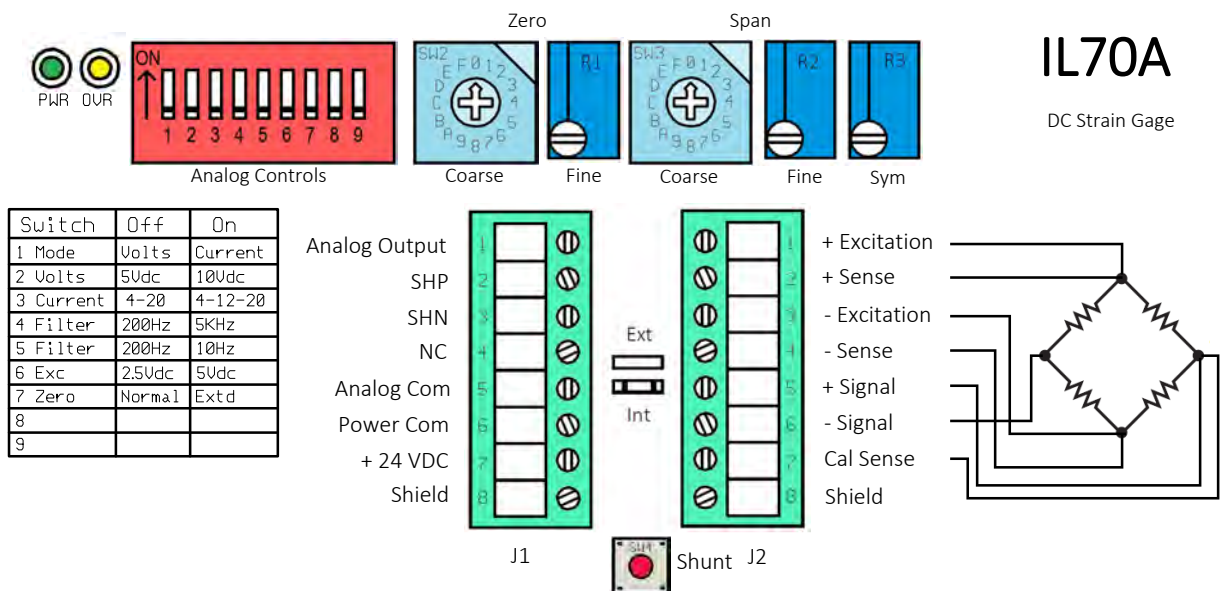 Zero
Span
IL70A
DC Strain Gage
PWR
OVR
ON
1 2 3 4 5 6 7 8 9
Analog Controls
SW2
0 1 2 3 4 5 6 7 8 9 A B C D E F
Coarse
R1
Fine
SW3
0 1 2 3 4 5 6 7 8 9 A B C D E F
Coarse
R2
Fine
R3
Sym
Switch Off On
1 Mode Volts Current
2 Volts 5Vdc 10Vdc
3 Current 4-20 4-12-20
4 Filter 200Hz 5KHz
5 Filter 200Hz 10Hz
6 Exc 2.5Vdc 5Vdc
7 Zero Normal Extd
8
9
Analog Output 1
SHP 2
SHN 3
NC 4
Analog Com 5
Power Com 6
+ 24 VDC 7
Shield 8
J1
Ext
Int
1 + Excitation
2 + Sense
3 - Excitation
4 - Sense
5 + Signal
6 - Signal
7 Cal Sense
8 Shield
J2
SW4
Shunt